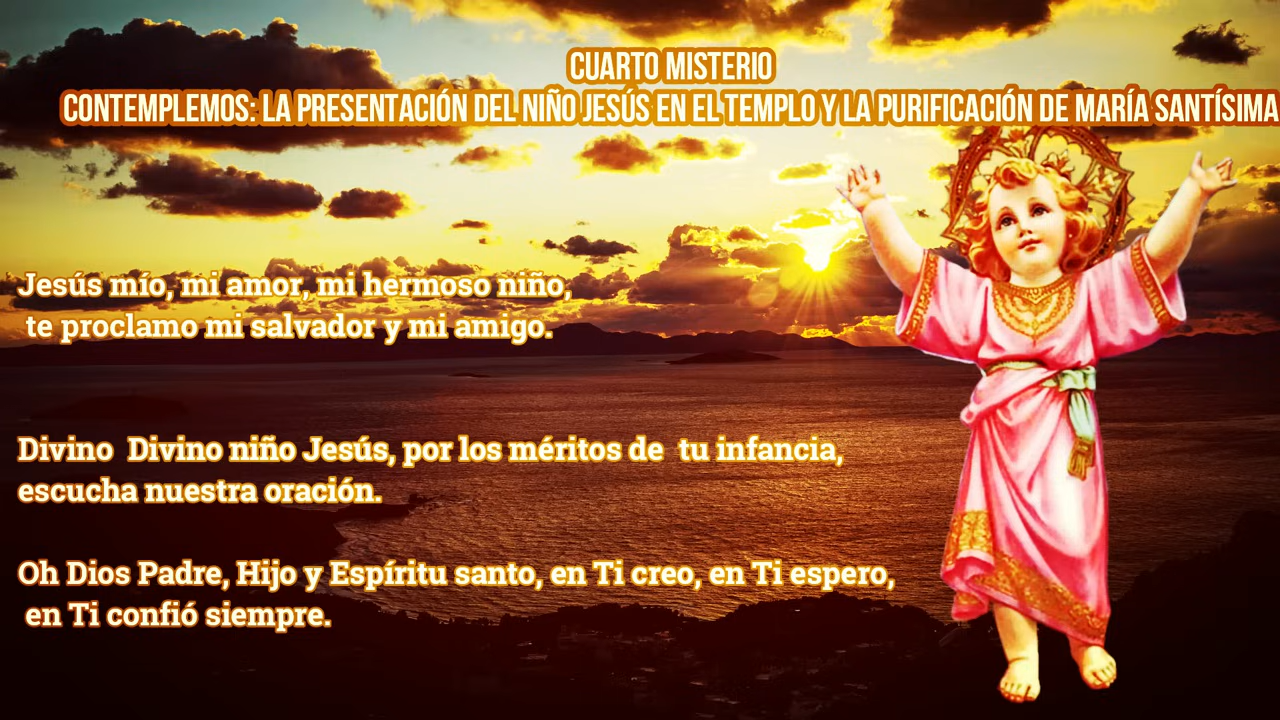 CUARTO MISTERIO
CONTEMPLEMOS: LA PRESENTACIÓN DEL NIÑO JESÚS EN EL TEMPLO Y LA PURIFICACIÓN DE MARÍA SANTÍSIMA
Jesús mío, mi amor, mi hermoso niño,
te proclamo mi salvador y mi amigo.
Divino Divino niño Jesús, por los méritos de tu infancia,
escucha nuestra oración.
Oh Dios Padre, Hijo y Espíritu santo, en Ti creo, en Ti espero,
en Ti confió siempre.